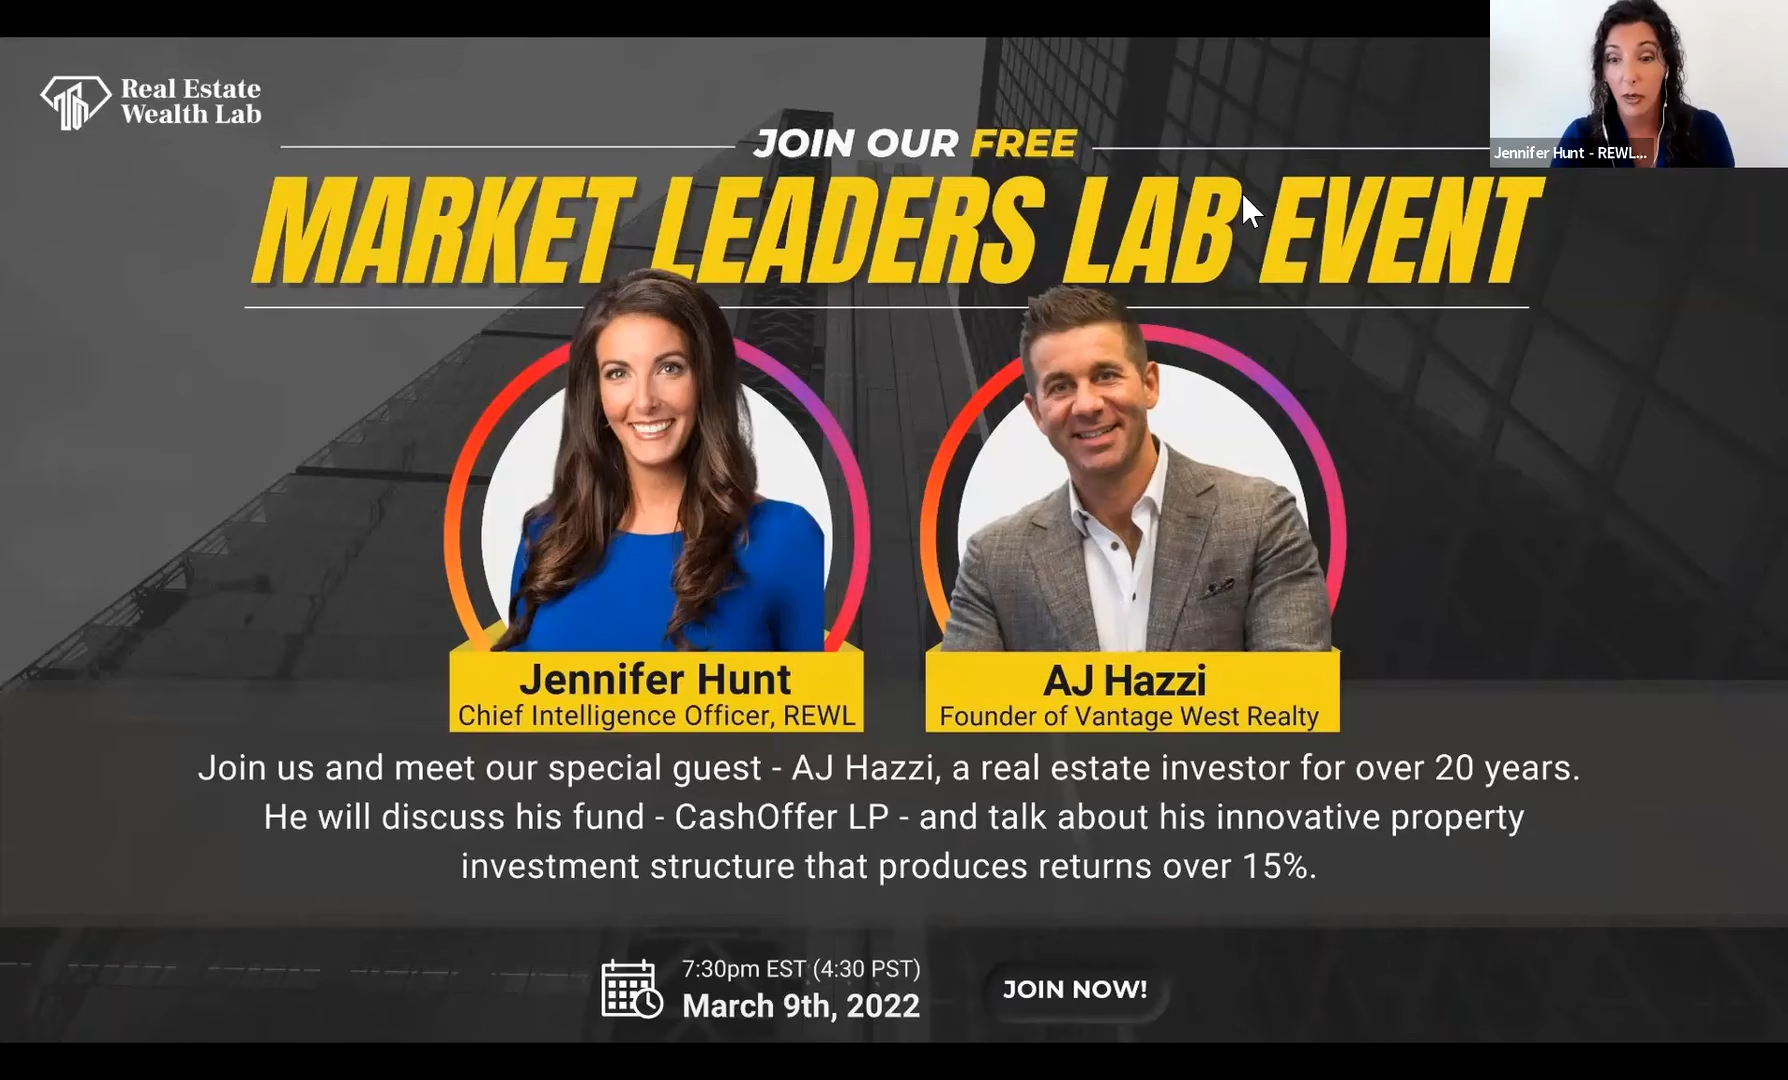 Real Estate
Wealth Lab
JOIN OUR FREE
MARKET LEADERS LAB EVENT
Jennifer Hunt - REWL...
Jennifer Hunt
Chief Intelligence Officer, REWL
AJ Hazzi
Founder of Vantage West Realty
Join us and meet our special guest - AJ Hazzi, a real estate investor for over 20 years.
He will discuss his fund - CashOffer LP - and talk about his innovative property
investment structure that produces returns over 15%.
7:30pm EST (4:30 PST)
March 9th, 2022
JOIN NOW!